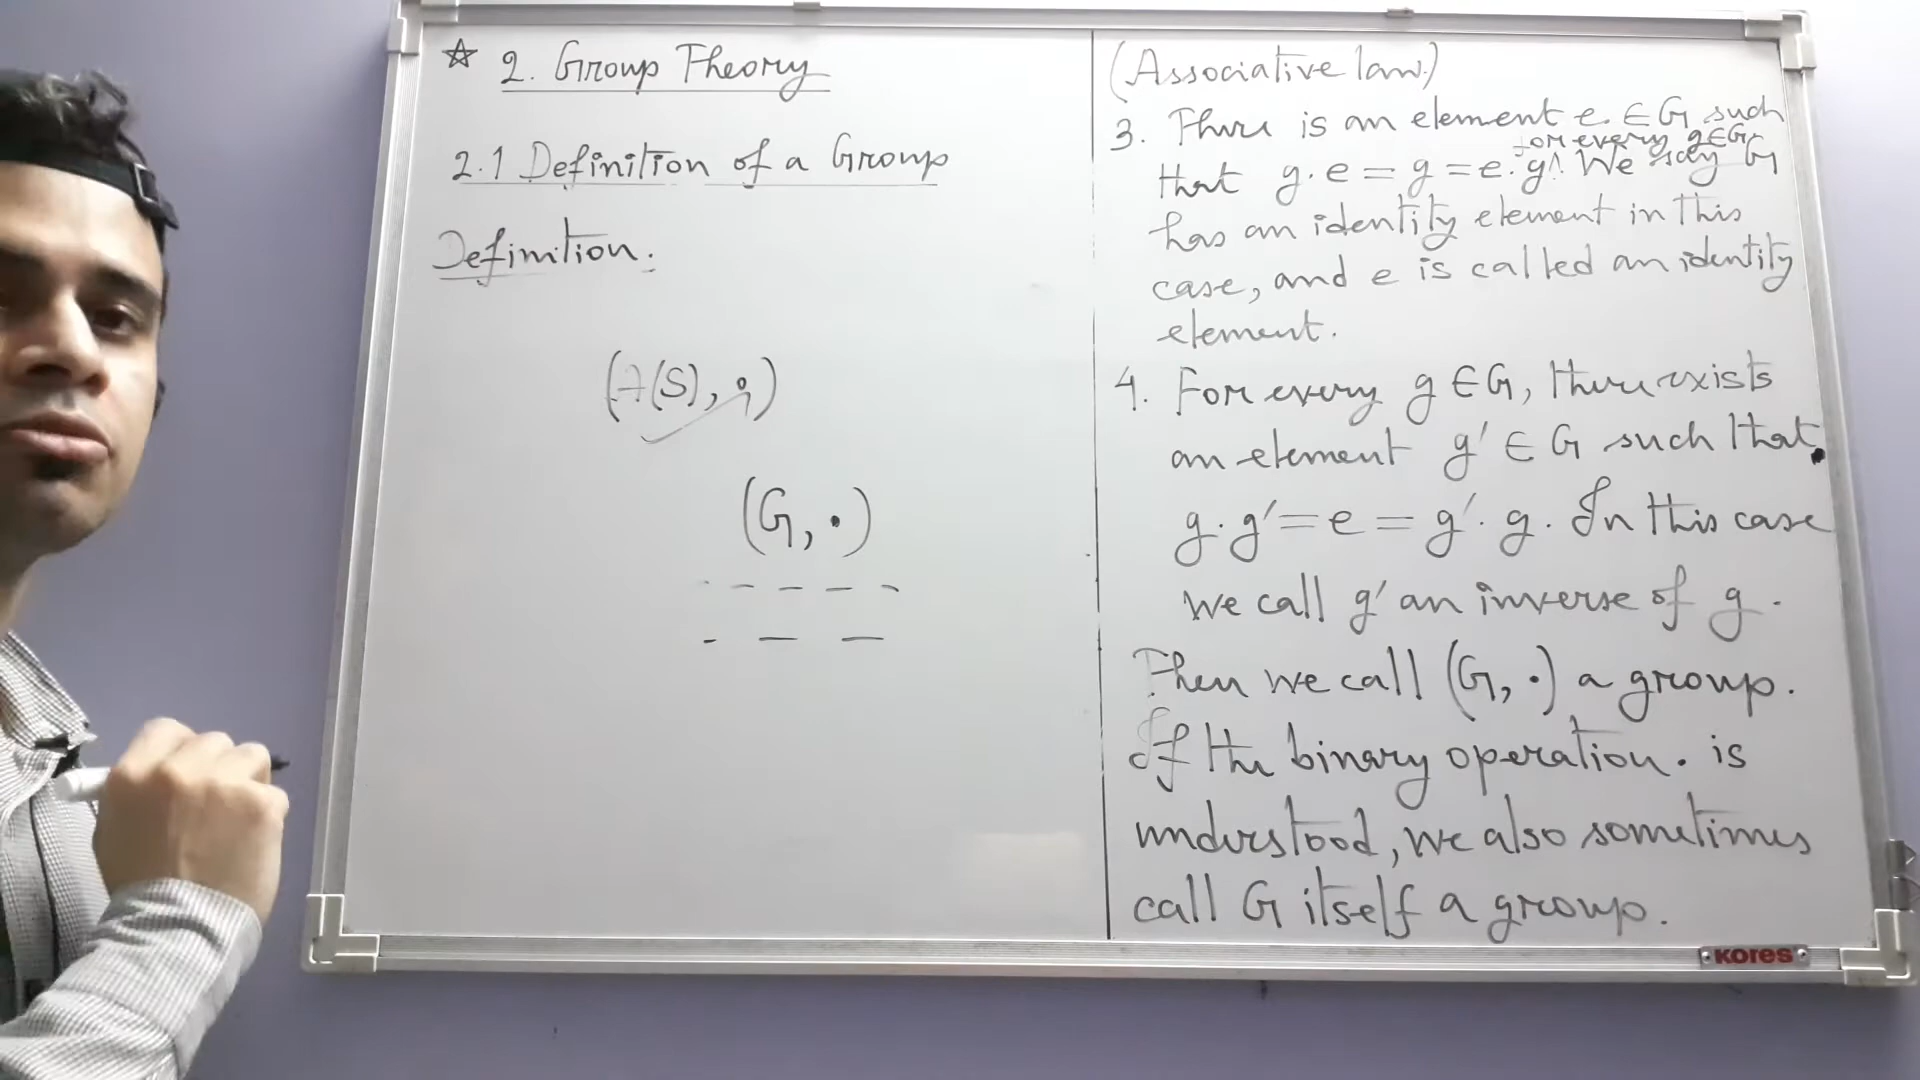 ☆ 2. Group Theory
2.1 Definition of a Group
Definition.
(A(S), ∘)
(G, ·)
(Associative law.)
3. There is an element e ∈ G such
that g · e = g = e · g for every g∈G. We say G
has an identity element in this
case, and e is called an identity
element.
4. For every g ∈ G, there exists
an element g' ∈ G such that
g · g' = e = g' · g. In this case
we call g' an inverse of g.
Then we call (G, ·) a group.
If the binary operation · is
understood, we also sometimes
call G itself a group.
KORES